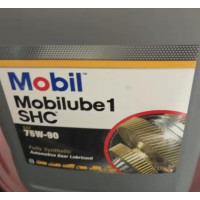 Mobil
Mobilube 1
SHC
75W-90
Fully Synthetic
Automotive Gear Lubricant